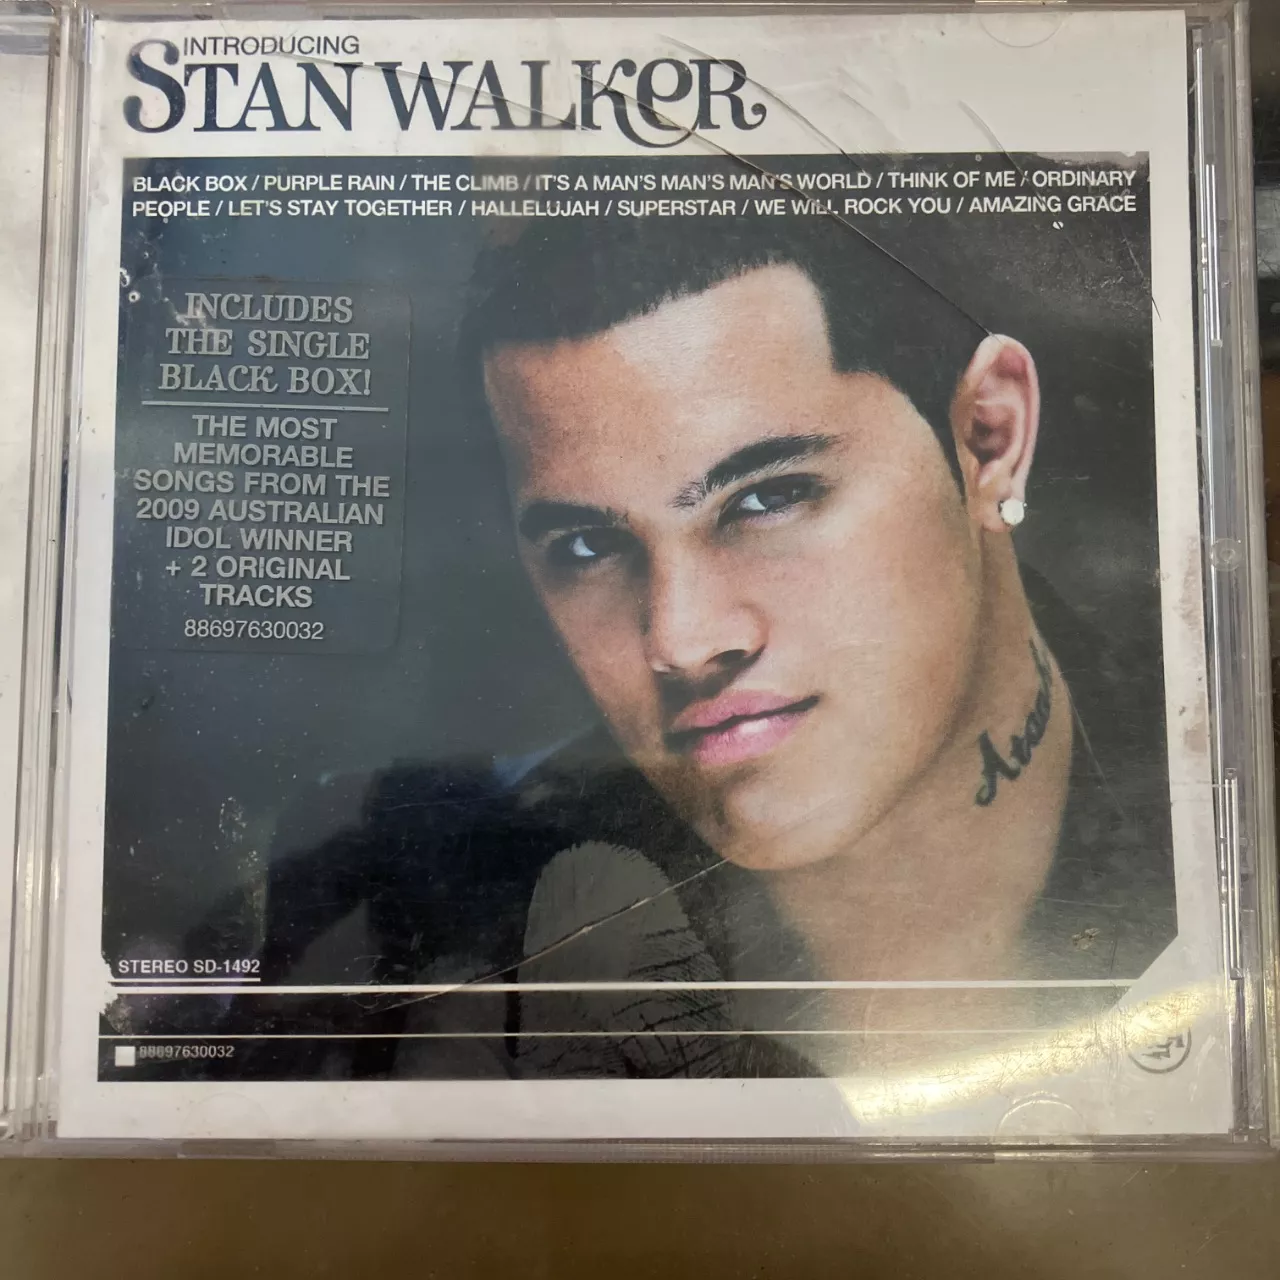 INTRODUCING
STAN WALKER
BLACK BOX / PURPLE RAIN / THE CLIMB / IT'S A MAN'S MAN'S MAN'S WORLD / THINK OF ME / ORDINARY
PEOPLE / LET'S STAY TOGETHER / HALLELUJAH / SUPERSTAR / WE WILL ROCK YOU / AMAZING GRACE
INCLUDES
THE SINGLE
BLACK BOX!
THE MOST
MEMORABLE
SONGS FROM THE
2009 AUSTRALIAN
IDOL WINNER
+ 2 ORIGINAL
TRACKS
88697630032
STEREO SD-1492
88697630032